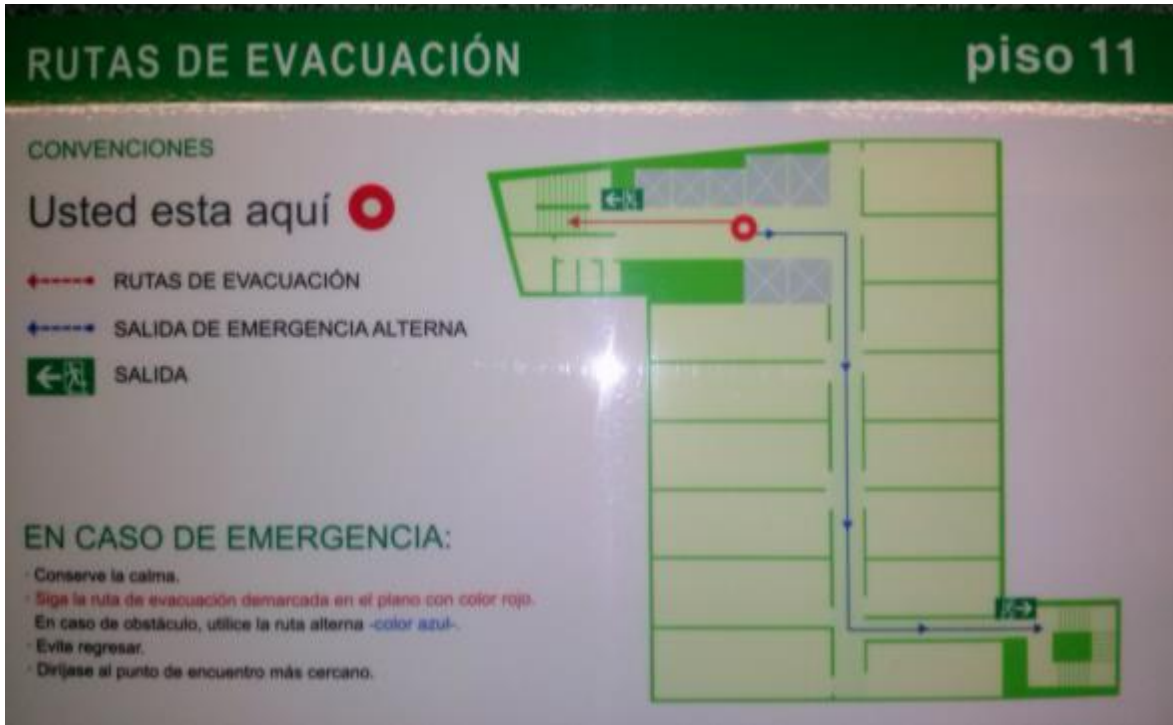 RUTAS DE EVACUACIÓN
piso 11
CONVENCIONES
Usted esta aquí
RUTAS DE EVACUACIÓN
SALIDA DE EMERGENCIA ALTERNA
SALIDA
EN CASO DE EMERGENCIA:
· Conserve la calma.
· Siga la ruta de evacuación demarcada en el plano con color rojo.
En caso de obstáculo, utilice la ruta alterna -color azul-.
· Evite regresar.
· Diríjase al punto de encuentro más cercano.